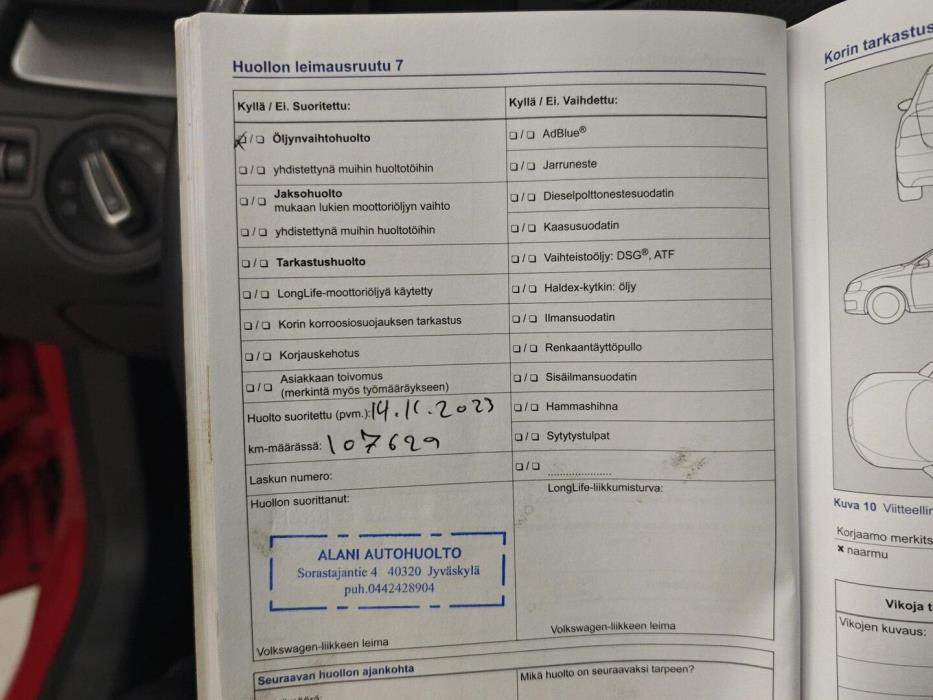 Huollon leimausruutu 7
Kyllä / Ei. Suoritettu:
❏ / ❏ Öljynvaihtohuolto
❏ / ❏ yhdistettynä muihin huoltotöihin
❏ / ❏ Jaksohuolto
mukaan lukien moottoriöljyn vaihto
❏ / ❏ yhdistettynä muihin huoltotöihin
❏ / ❏ Tarkastushuolto
❏ / ❏ LongLife-moottoriöljyä käytetty
❏ / ❏ Korin korroosiosuojauksen tarkastus
❏ / ❏ Korjauskehotus
❏ / ❏ Asiakkaan toivomus
(merkintä myös työmääräykseen)
Huolto suoritettu (pvm.): 14.11.2023
km-määrässä: 107629
Laskun numero:
Huollon suorittanut:
ALANI AUTOHUOLTO
Sorastajantie 4 40320 Jyväskylä
puh.0442428904
Volkswagen-liikkeen leima
Kyllä / Ei. Vaihdettu:
❏ / ❏ AdBlue®
❏ / ❏ Jarruneste
❏ / ❏ Dieselpolttonestesuodatin
❏ / ❏ Kaasusuodatin
❏ / ❏ Vaihteistoöljy: DSG®, ATF
❏ / ❏ Haldex-kytkin: öljy
❏ / ❏ Ilmansuodatin
❏ / ❏ Renkaantäyttöpullo
❏ / ❏ Sisäilmansuodatin
❏ / ❏ Hammashihna
❏ / ❏ Sytytystulpat
❏ / ❏ ....................
LongLife-liikkumisturva:
Volkswagen-liikkeen leima
Seuraavan huollon ajankohta
Mikä huolto on seuraavaksi tarpeen?
Korin tarkastus
Kuva 10 Viitteellin
Korjaamo merkits
× naarmu
Vikoja t
Vikojen kuvaus: